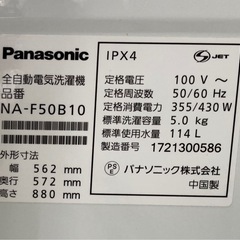 Panasonic
全自動電気洗濯機
品番
NA-F50B10
外形寸法
幅 562 mm
奥行 572 mm
高さ 880 mm
IPX4
S JET
定格電圧 100 V~
定格周波数 50/60 Hz
定格消費電力 355/430 W
標準洗濯容量 5.0 kg
標準使用水量 114 L
1721300586
PS E
パナソニック株式会社
中国製